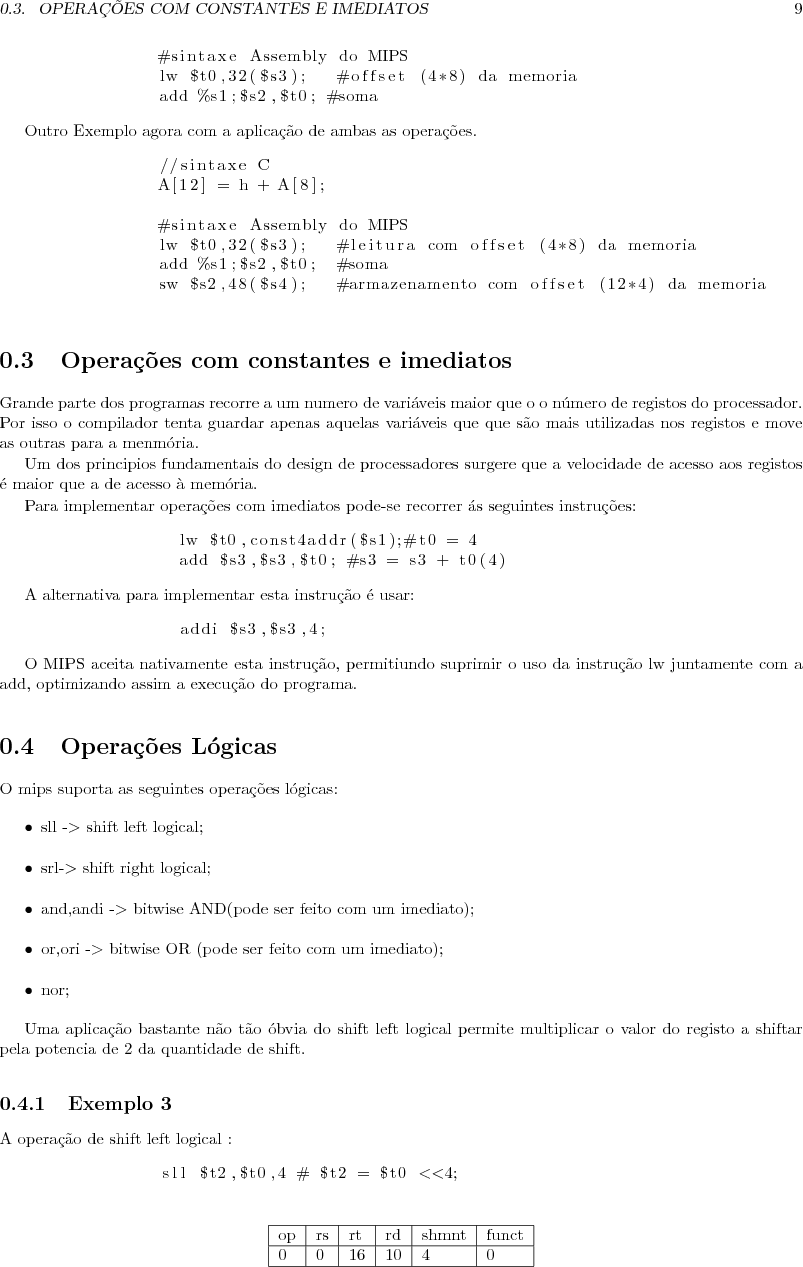 0.3. OPERAÇÕES COM CONSTANTES E IMEDIATOS 9
#sintaxe Assembly do MIPS
lw $t0,32($s3); #offset (4*8) da memoria
add %s1;$s2,$t0; #soma
Outro Exemplo agora com a aplicação de ambas as operações.
//sintaxe C
A[12] = h + A[8];
#sintaxe Assembly do MIPS
lw $t0,32($s3); #leitura com offset (4*8) da memoria
add %s1;$s2,$t0; #soma
sw $s2,48($s4); #armazenamento com offset (12*4) da memoria
0.3 Operações com constantes e imediatos
Grande parte dos programas recorre a um numero de variáveis maior que o o número de registos do processador.
Por isso o compilador tenta guardar apenas aquelas variáveis que que são mais utilizadas nos registos e move
as outras para a menmória.
Um dos principios fundamentais do design de processadores surgere que a velocidade de acesso aos registos
é maior que a de acesso à memória.
Para implementar operações com imediatos pode-se recorrer ás seguintes instruções:
lw $t0,const4addr($s1);#t0 = 4
add $s3,$s3,$t0; #s3 = s3 + t0(4)
A alternativa para implementar esta instrução é usar:
addi $s3,$s3,4;
O MIPS aceita nativamente esta instrução, permitiundo suprimir o uso da instrução lw juntamente com a
add, optimizando assim a execução do programa.
0.4 Operações Lógicas
O mips suporta as seguintes operações lógicas:
• sll -> shift left logical;
• srl-> shift right logical;
• and,andi -> bitwise AND(pode ser feito com um imediato);
• or,ori -> bitwise OR (pode ser feito com um imediato);
• nor;
Uma aplicação bastante não tão óbvia do shift left logical permite multiplicar o valor do registo a shiftar
pela potencia de 2 da quantidade de shift.
0.4.1 Exemplo 3
A operação de shift left logical :
sll $t2,$t0,4 # $t2 = $t0 <<4;
op rs rt rd shmnt funct
0 0 16 10 4 0